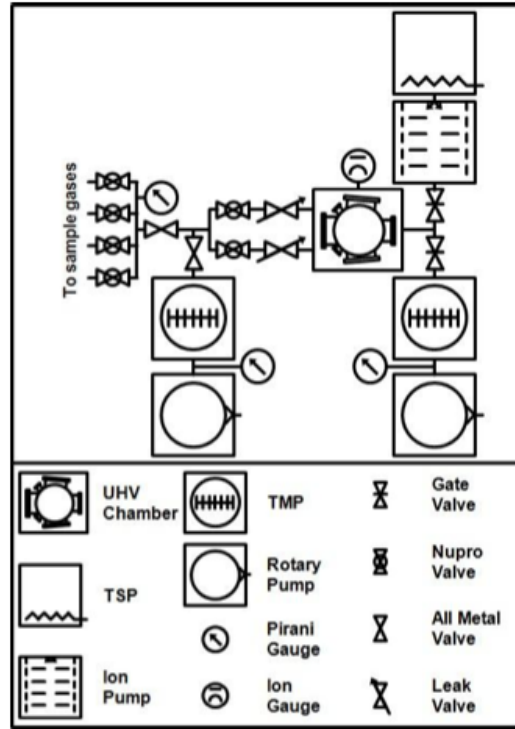 To sample gases
UHV
Chamber
TSP
Ion
Pump
TMP
Rotary
Pump
Pirani
Gauge
Ion
Gauge
Gate
Valve
Nupro
Valve
All Metal
Valve
Leak
Valve